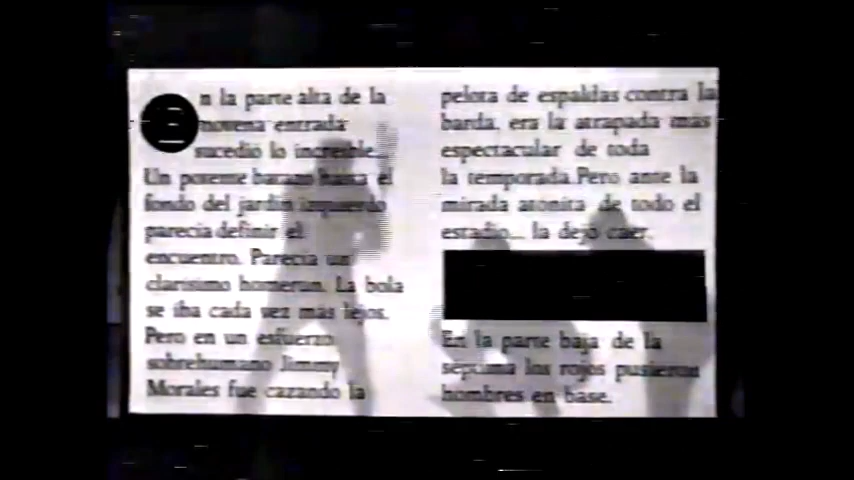 En la parte alta de la
novena entrada
sucedió lo increíble...
Un potente batazo hasta el
fondo del jardín izquierdo
parecía definir el
encuentro. Parecía un
clarísimo homerun. La bola
se iba cada vez más lejos.
Pero en un esfuerzo
sobrehumano Jimmy
Morales fue cazando la
pelota de espaldas contra la
barda, era la atrapada más
espectacular de toda
la temporada.Pero ante la
mirada atónita de todo el
estadio... la dejó caer.
En la parte baja de la
séptima los rojos pusieron
hombres en base.